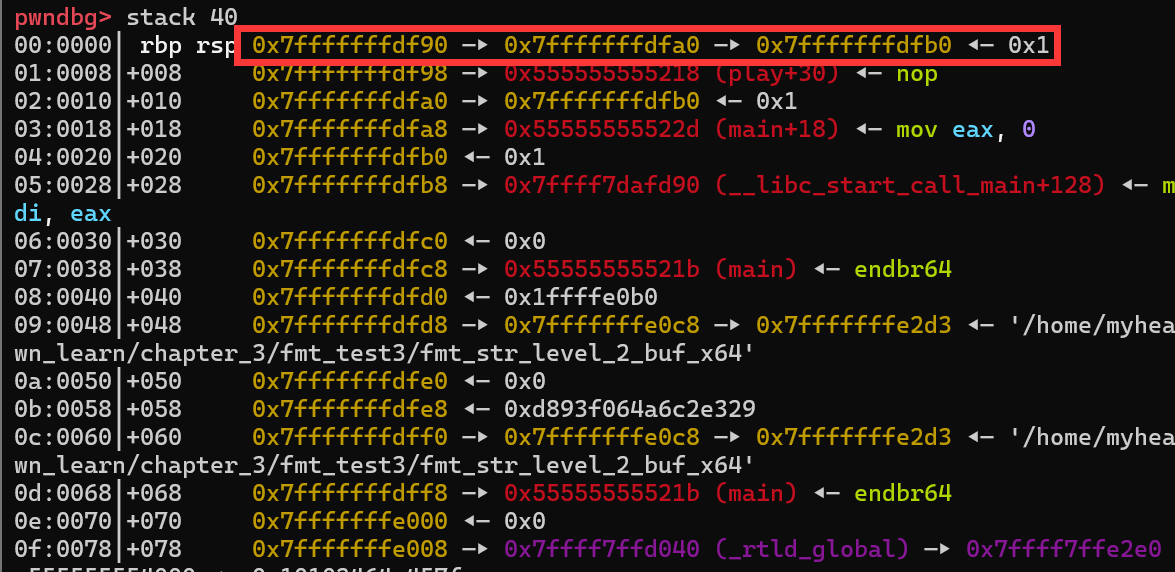 pwndbg> stack 40
00:0000│ rbp rsp 0x7fffffffdf90 —▸ 0x7fffffffdfa0 —▸ 0x7fffffffdfb0 ◂— 0x1
01:0008│+008 0x7fffffffdf98 —▸ 0x555555555218 (play+30) ◂— nop
02:0010│+010 0x7fffffffdfa0 —▸ 0x7fffffffdfb0 ◂— 0x1
03:0018│+018 0x7fffffffdfa8 —▸ 0x55555555522d (main+18) ◂— mov eax, 0
04:0020│+020 0x7fffffffdfb0 ◂— 0x1
05:0028│+028 0x7fffffffdfb8 —▸ 0x7ffff7dafd90 (__libc_start_call_main+128) ◂— m
di, eax
06:0030│+030 0x7fffffffdfc0 ◂— 0x0
07:0038│+038 0x7fffffffdfc8 —▸ 0x55555555521b (main) ◂— endbr64
08:0040│+040 0x7fffffffdfd0 ◂— 0x1ffffe0b0
09:0048│+048 0x7fffffffdfd8 —▸ 0x7fffffffe0c8 —▸ 0x7fffffffe2d3 ◂— '/home/myhea
wn_learn/chapter_3/fmt_test3/fmt_str_level_2_buf_x64'
0a:0050│+050 0x7fffffffdfe0 ◂— 0x0
0b:0058│+058 0x7fffffffdfe8 ◂— 0xd893f064a6c2e329
0c:0060│+060 0x7fffffffdff0 —▸ 0x7fffffffe0c8 —▸ 0x7fffffffe2d3 ◂— '/home/myhea
wn_learn/chapter_3/fmt_test3/fmt_str_level_2_buf_x64'
0d:0068│+068 0x7fffffffdff8 —▸ 0x55555555521b (main) ◂— endbr64
0e:0070│+070 0x7fffffffe000 ◂— 0x0
0f:0078│+078 0x7fffffffe008 —▸ 0x7ffff7ffd040 (_rtld_global) —▸ 0x7ffff7ffe2e0